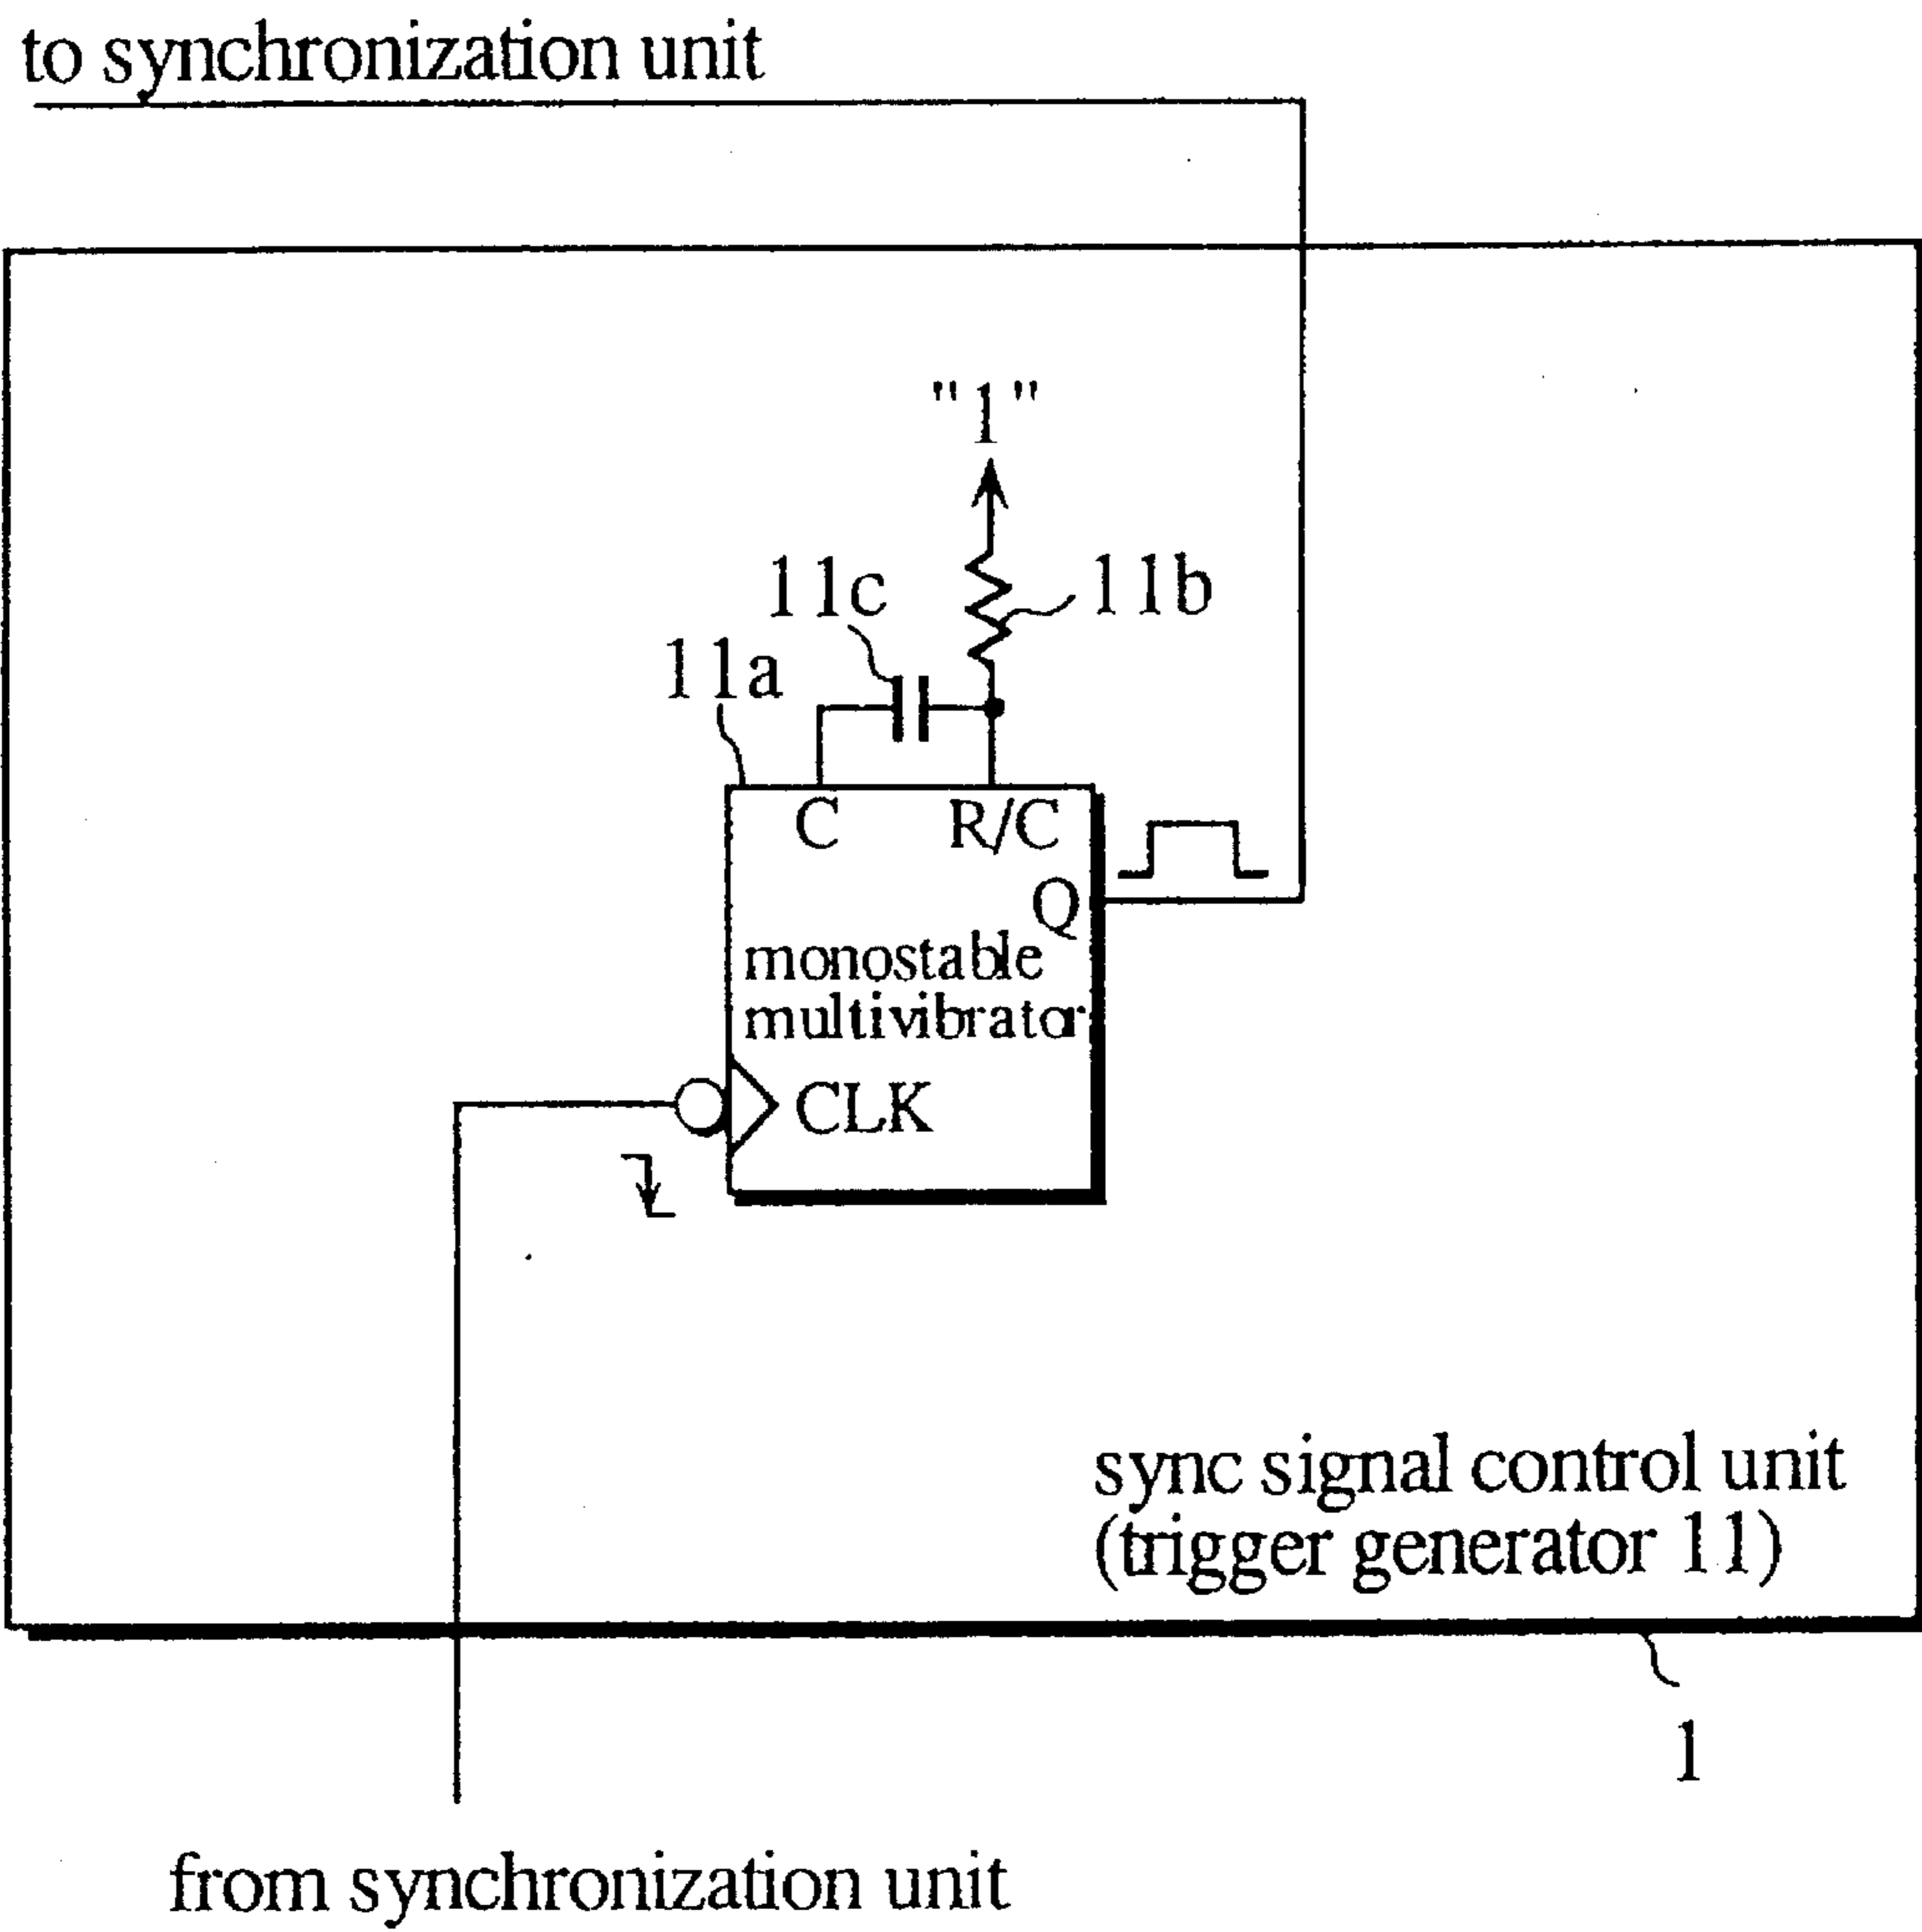 to synchronization unit
"1"
11c
11b
11a
C
R/C
Q
monostable
multivibrator
CLK
sync signal control unit
(trigger generator 11)
1
from synchronization unit